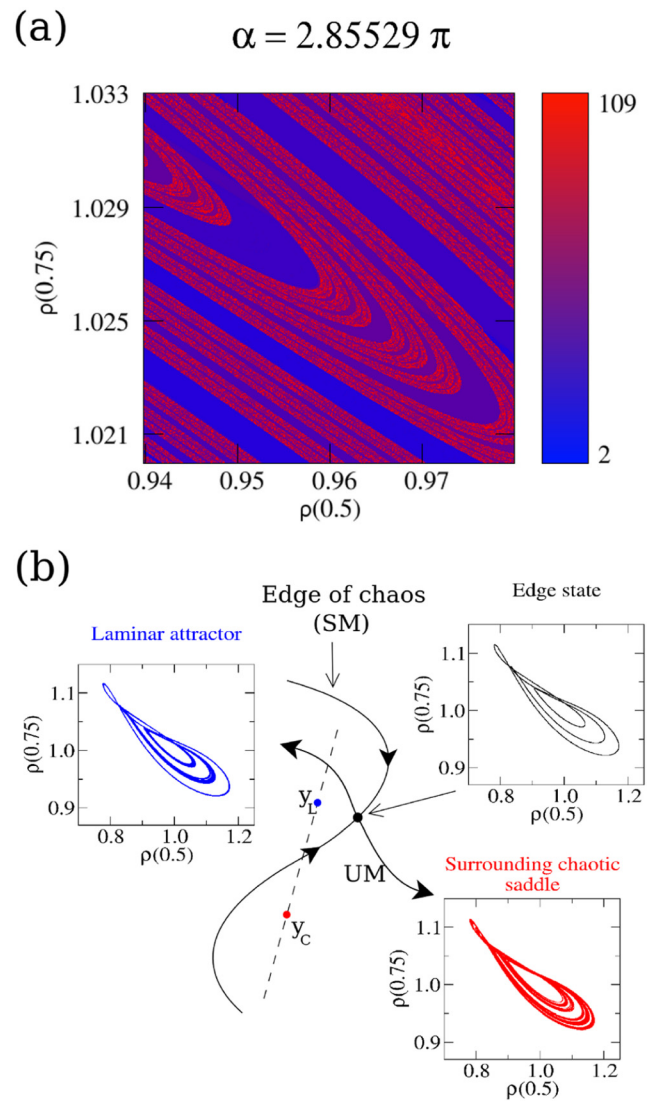 (a)
α = 2.85529 π
1.033
1.029
1.025
1.021
ρ(0.75)
0.94 0.95 0.96 0.97
ρ(0.5)
109
2
(b)
Edge of chaos
(SM)
Edge state
Laminar attractor
1.1
1.0
0.9
ρ(0.75)
0.8 1.0 1.2
ρ(0.5)
1.1
1.0
0.9
ρ(0.75)
0.8 1.0 1.2
ρ(0.5)
y_L
UM
y_C
Surrounding chaotic
saddle
1.1
1.0
0.9
ρ(0.75)
0.8 1.0 1.2
ρ(0.5)